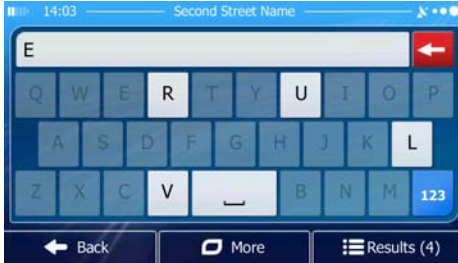 14:03 Second Street Name
E
Q W E R T Y U I O P
A S D F G H J K L
Z X C V B N M 123
Back More Results (4)